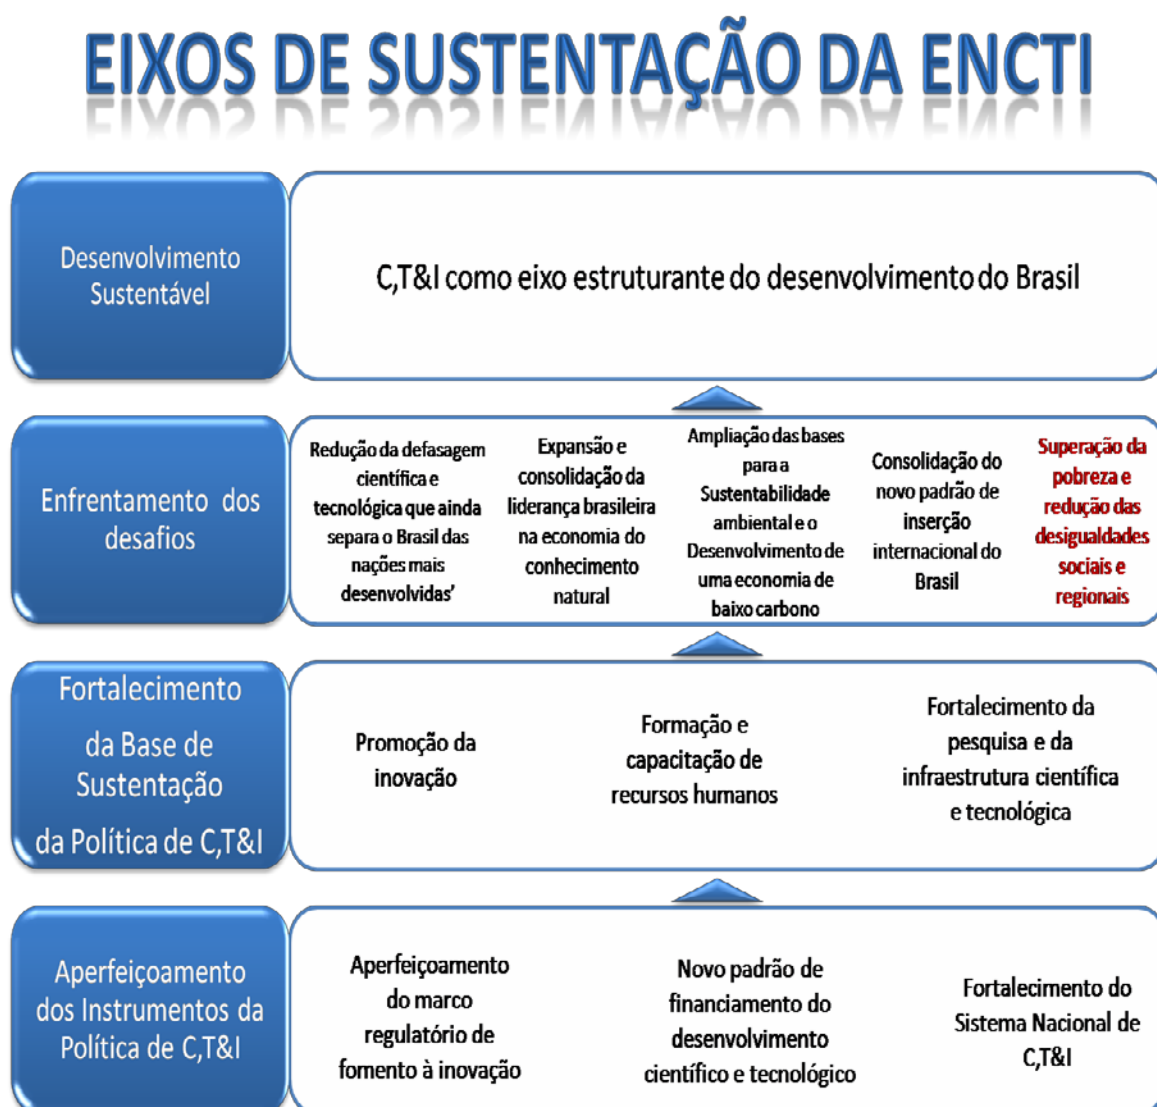 EIXOS DE SUSTENTAÇÃO DA ENCTI
Desenvolvimento
Sustentável
C,T&I como eixo estruturante do desenvolvimento do Brasil
Enfrentamento dos
desafios
Redução da defasagem
científica e
tecnológica que ainda
separa o Brasil das
nações mais
desenvolvidas’
Expansão e
consolidação da
liderança brasileira
na economia do
conhecimento
natural
Ampliação das bases
para a
Sustentabilidade
ambiental e o
Desenvolvimento de
uma economia de
baixo carbono
Consolidação do
novo padrão de
inserção
internacional do
Brasil
Superação da
pobreza e
redução das
desigualdades
sociais e
regionais
Fortalecimento
da Base de
Sustentação
da Política de C,T&I
Promoção da
inovação
Formação e
capacitação de
recursos humanos
Fortalecimento da
pesquisa e da
infraestrutura científica
e tecnológica
Aperfeiçoamento
dos Instrumentos da
Política de C,T&I
Aperfeiçoamento
do marco
regulatório de
fomento à inovação
Novo padrão de
financiamento do
desenvolvimento
científico e tecnológico
Fortalecimento do
Sistema Nacional de
C,T&I